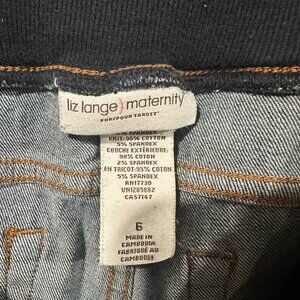 liz lange) maternity
FOR/POUR TARGET®
5% SPANDEX
KNIT: 95% COTTON
5% SPANDEX
COUCHE EXTÉRIEURE:
98% COTON
2% SPANDEX
EN TRICOT: 95% COTON
5% SPANDEX
RN17730
CA57147
6
MADE IN
CAMBODIA
FABRIQUÉ AU
CAMBODGE